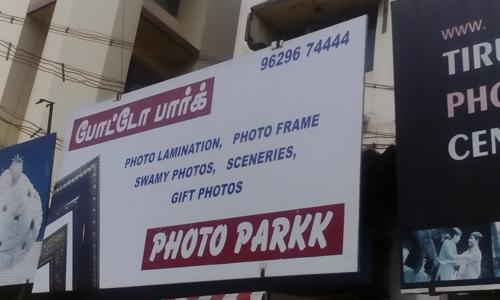 96296 74444
போட்டோ பார்க்
PHOTO LAMINATION, PHOTO FRAME
SWAMY PHOTOS, SCENERIES,
GIFT PHOTOS
PHOTO PARKK
www.
TIRU
PHO
CEN